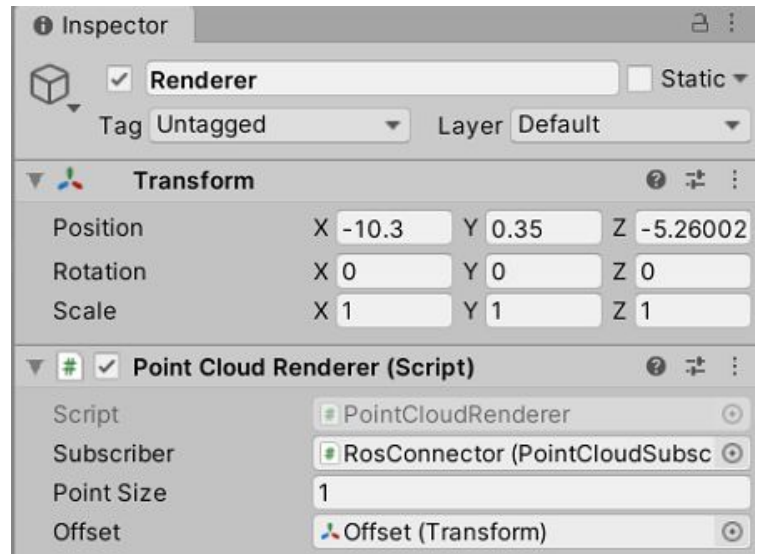 Inspector
Renderer Static
Tag Untagged Layer Default
Transform
Position X -10.3 Y 0.35 Z -5.26002
Rotation X 0 Y 0 Z 0
Scale X 1 Y 1 Z 1
# Point Cloud Renderer (Script)
Script # PointCloudRenderer
Subscriber # RosConnector (PointCloudSubsc
Point Size 1
Offset Offset (Transform)